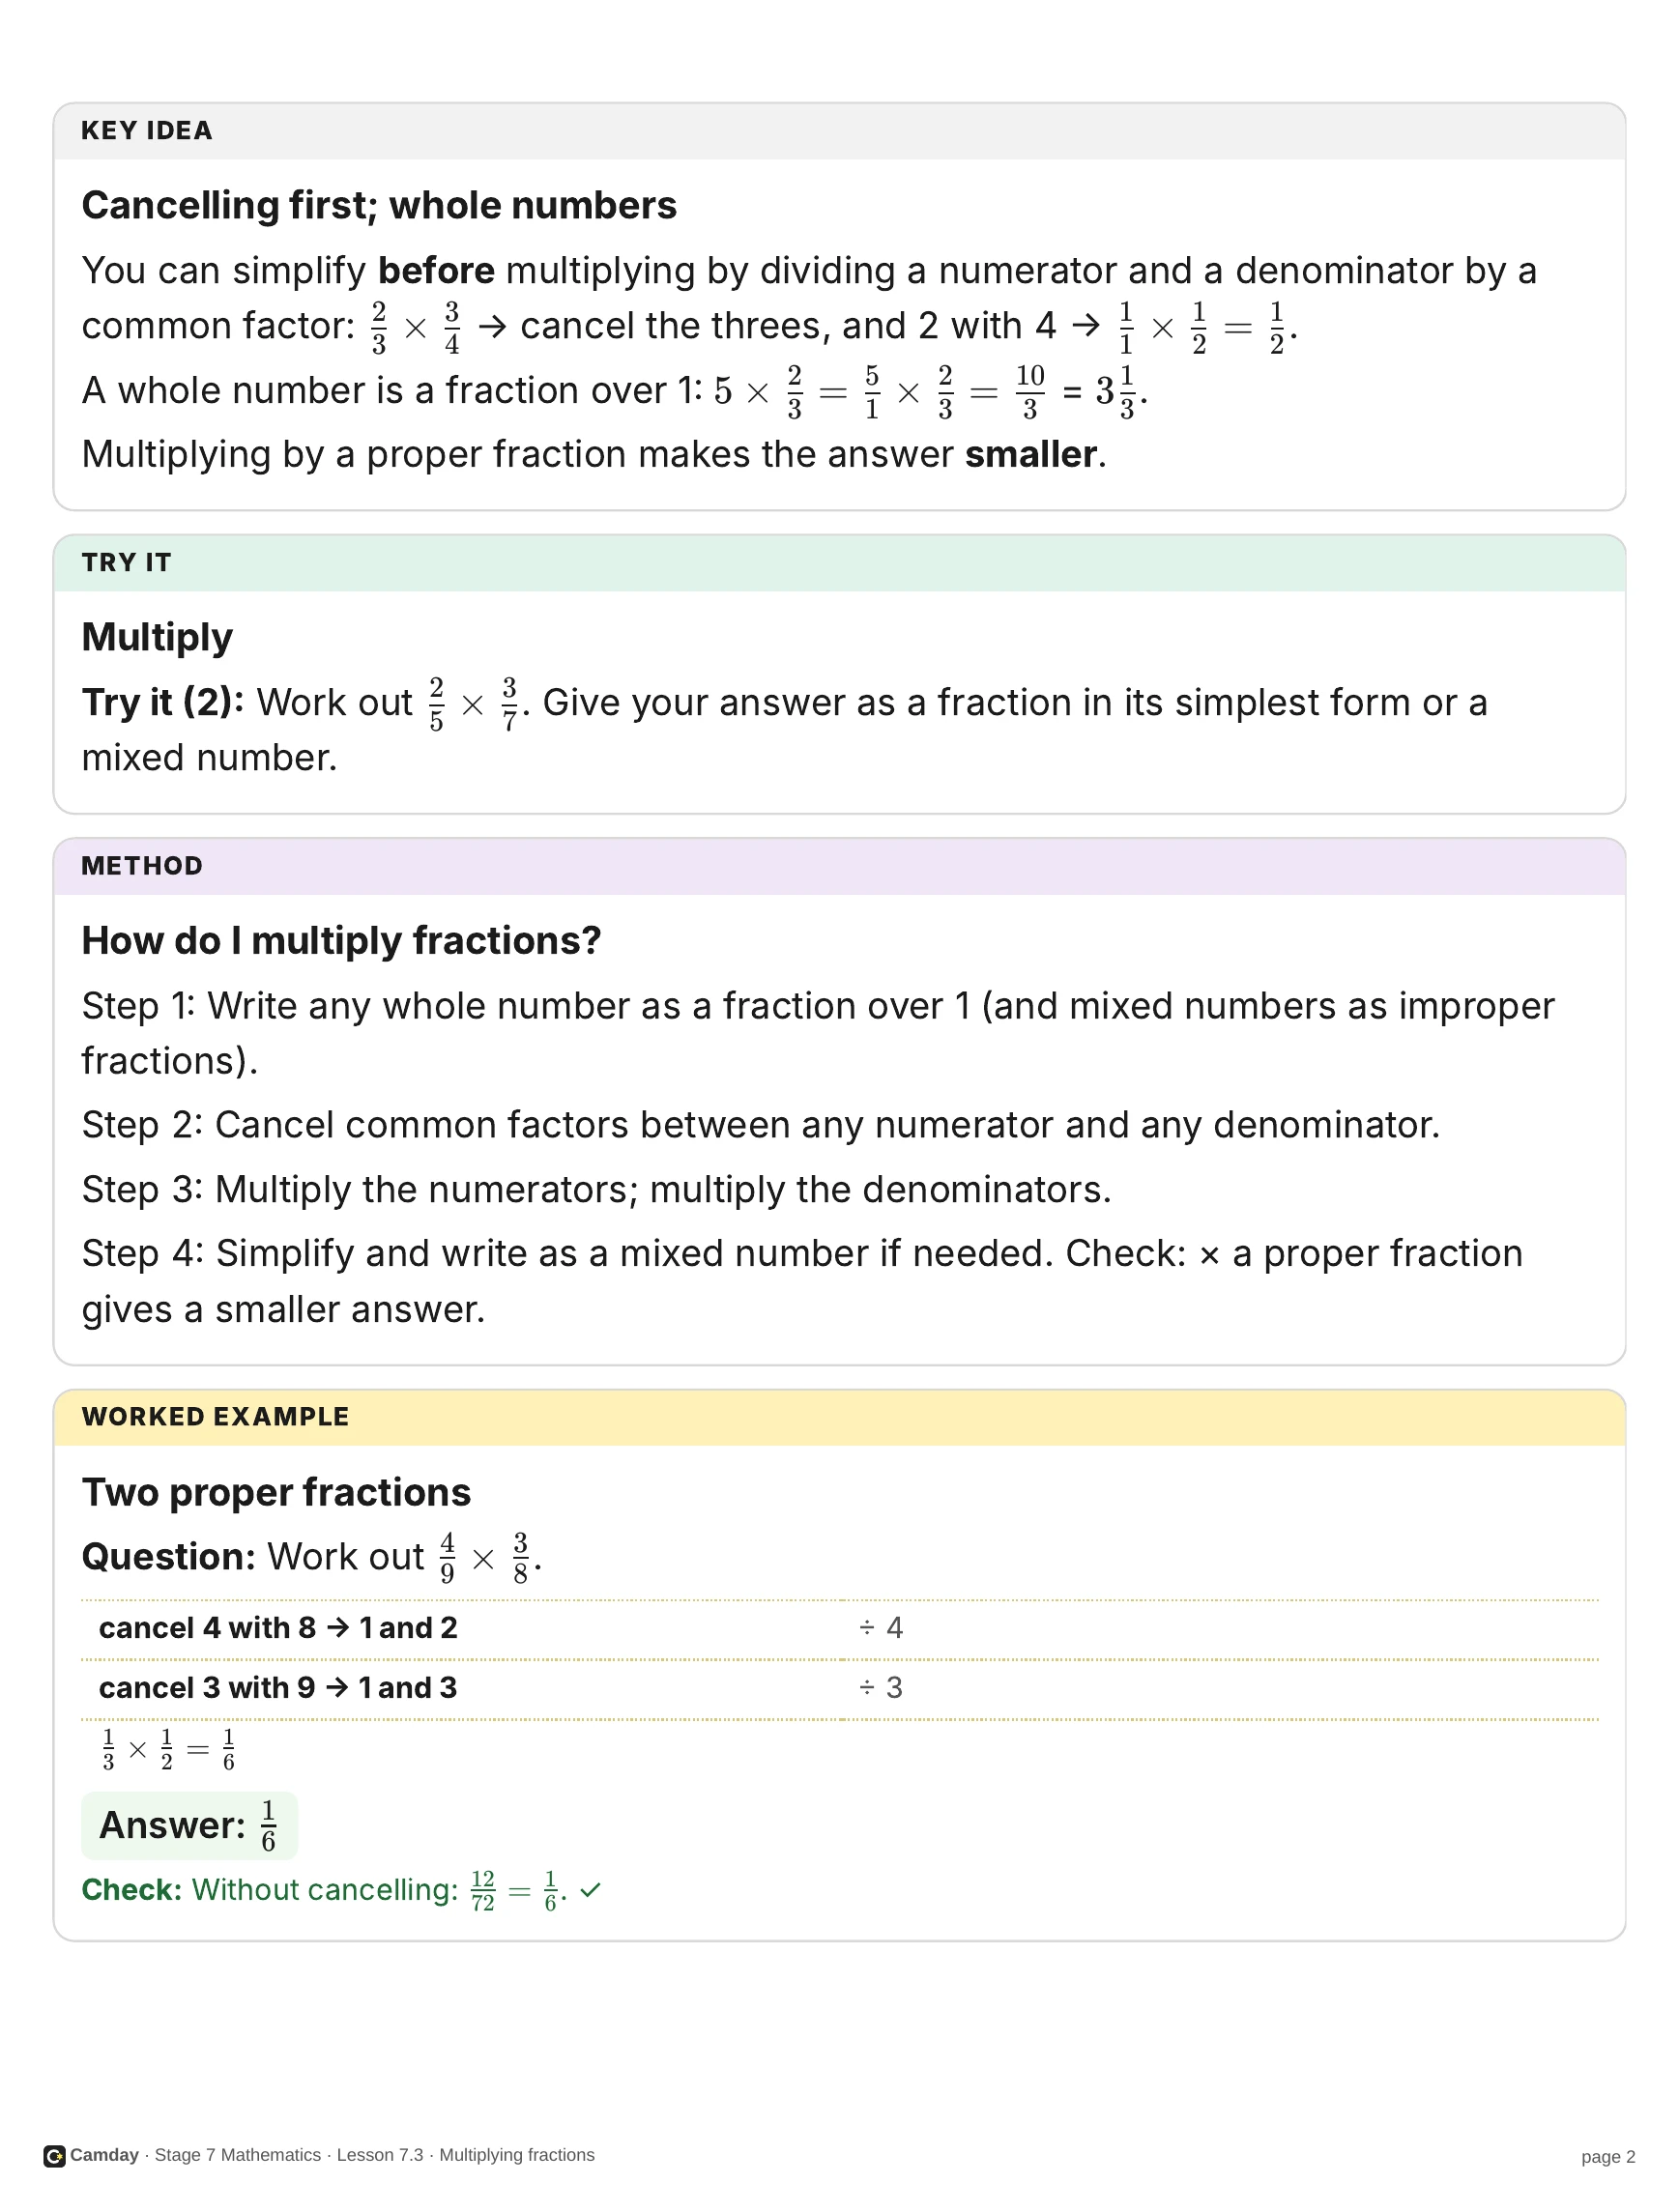 KEY IDEA
Cancelling first; whole numbers
You can simplify before multiplying by dividing a numerator and a denominator by a
common factor: 2/3 × 3/4 → cancel the threes, and 2 with 4 → 1/1 × 1/2 = 1/2.
A whole number is a fraction over 1: 5 × 2/3 = 5/1 × 2/3 = 10/3 = 3 1/3.
Multiplying by a proper fraction makes the answer smaller.
TRY IT
Multiply
Try it (2): Work out 2/5 × 3/7. Give your answer as a fraction in its simplest form or a
mixed number.
METHOD
How do I multiply fractions?
Step 1: Write any whole number as a fraction over 1 (and mixed numbers as improper
fractions).
Step 2: Cancel common factors between any numerator and any denominator.
Step 3: Multiply the numerators; multiply the denominators.
Step 4: Simplify and write as a mixed number if needed. Check: × a proper fraction
gives a smaller answer.
WORKED EXAMPLE
Two proper fractions
Question: Work out 4/9 × 3/8.
cancel 4 with 8 → 1 and 2 ÷ 4
cancel 3 with 9 → 1 and 3 ÷ 3
1/3 × 1/2 = 1/6
Answer: 1/6
Check: Without cancelling: 12/72 = 1/6. ✓
Camday · Stage 7 Mathematics · Lesson 7.3 · Multiplying fractions page 2